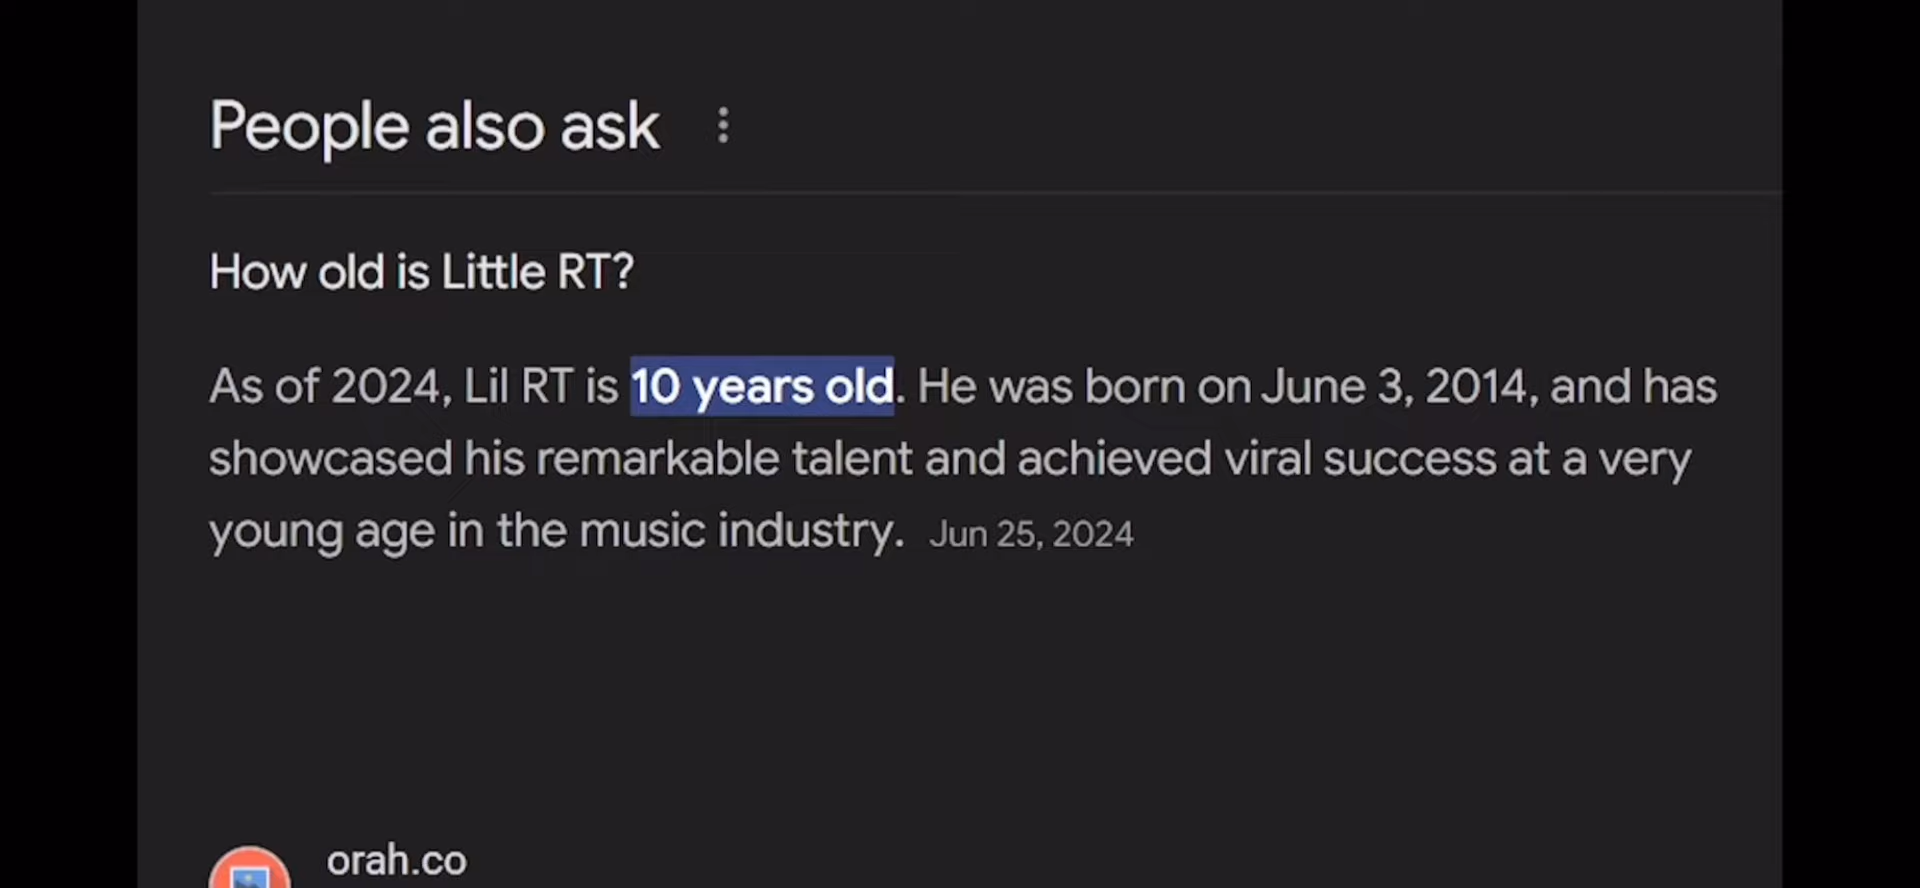 People also ask
How old is Little RT?
As of 2024, Lil RT is 10 years old. He was born on June 3, 2014, and has
showcased his remarkable talent and achieved viral success at a very
young age in the music industry. Jun 25, 2024
orah.co